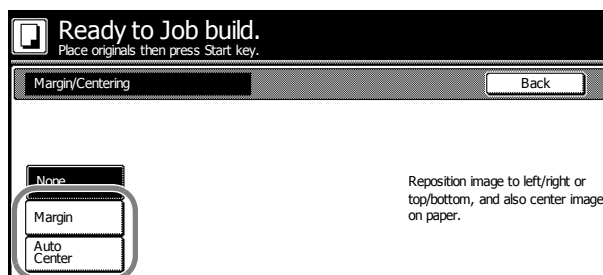 Ready to Job build.
Place originals then press Start key.
Margin/Centering
Back
None
Reposition image to left/right or
top/bottom, and also center image
on paper.
Margin
Auto
Center